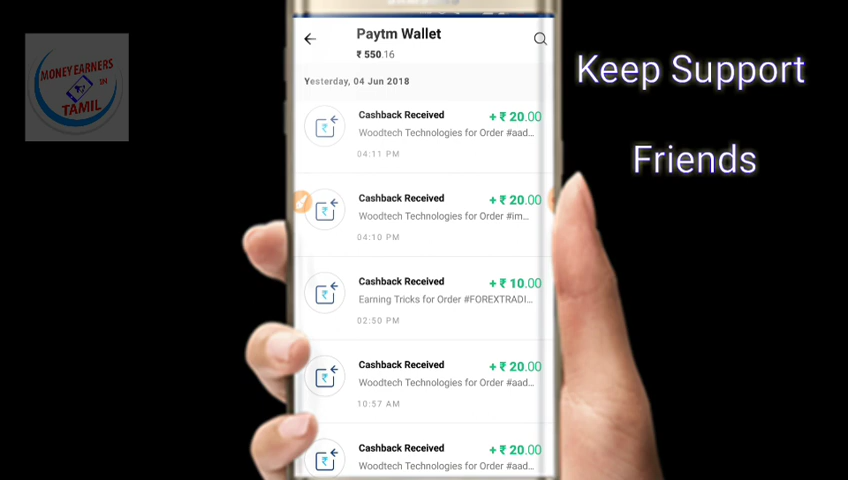 MONEY EARNERS
TM
TAMIL
Paytm Wallet
₹ 550.16
Yesterday, 04 Jun 2018
Cashback Received
+ ₹ 20.00
Woodtech Technologies for Order #aad...
04:11 PM
Cashback Received
+ ₹ 20.00
Woodtech Technologies for Order #im...
04:10 PM
Cashback Received
+ ₹ 10.00
Earning Tricks for Order #FOREXTRADI...
02:50 PM
Cashback Received
+ ₹ 20.00
Woodtech Technologies for Order #aad...
10:57 AM
Cashback Received
+ ₹ 20.00
Woodtech Technologies for Order #aad...
Keep Support
Friends